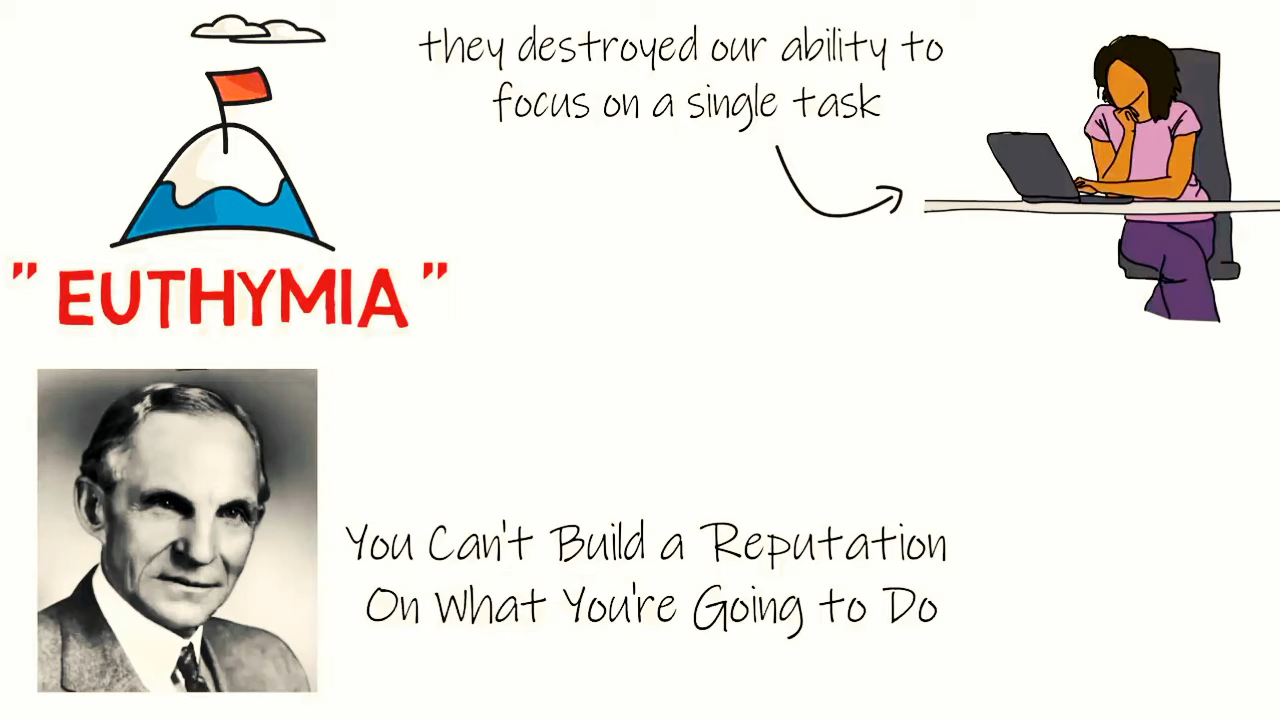 they destroyed our ability to
focus on a single task
" EUTHYMIA "
You Can't Build a Reputation
On What You're Going to Do